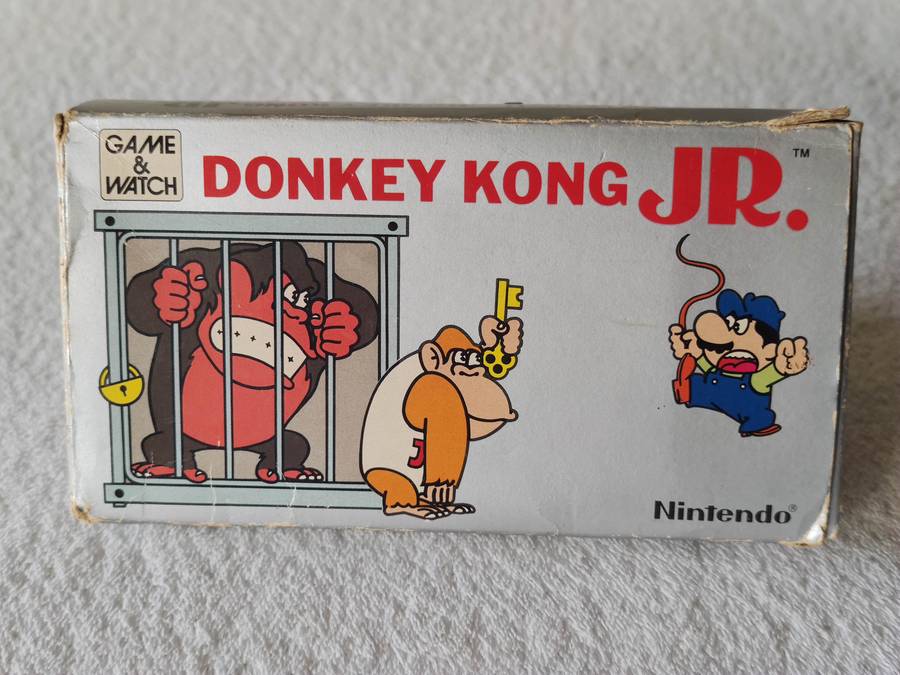 GAME
&
WATCH
DONKEY KONG JR.™
J
Nintendo®